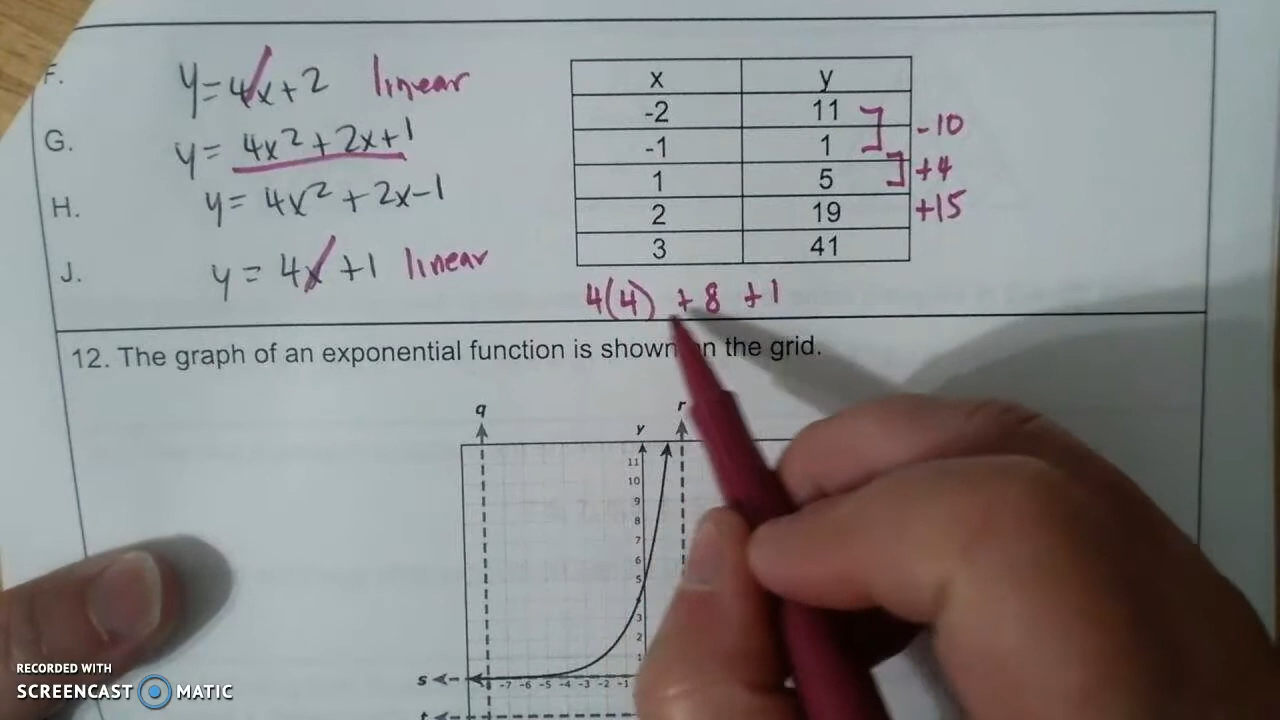 F. y=4x+2 linear
G. y= 4x²+2x+1
H. y= 4x²+2x-1
J. y = 4x +1 linear
x y
-2 11
-1 1
1 5
2 19
3 41
-10
+4
+15
4(4) +8 +1
12. The graph of an exponential function is shown on the grid.
q r
y
11
10
9
8
7
6
5
3
2
1
s -7 -6 -5 -4 -3 -2 -1
t
RECORDED WITH
SCREENCAST MATIC